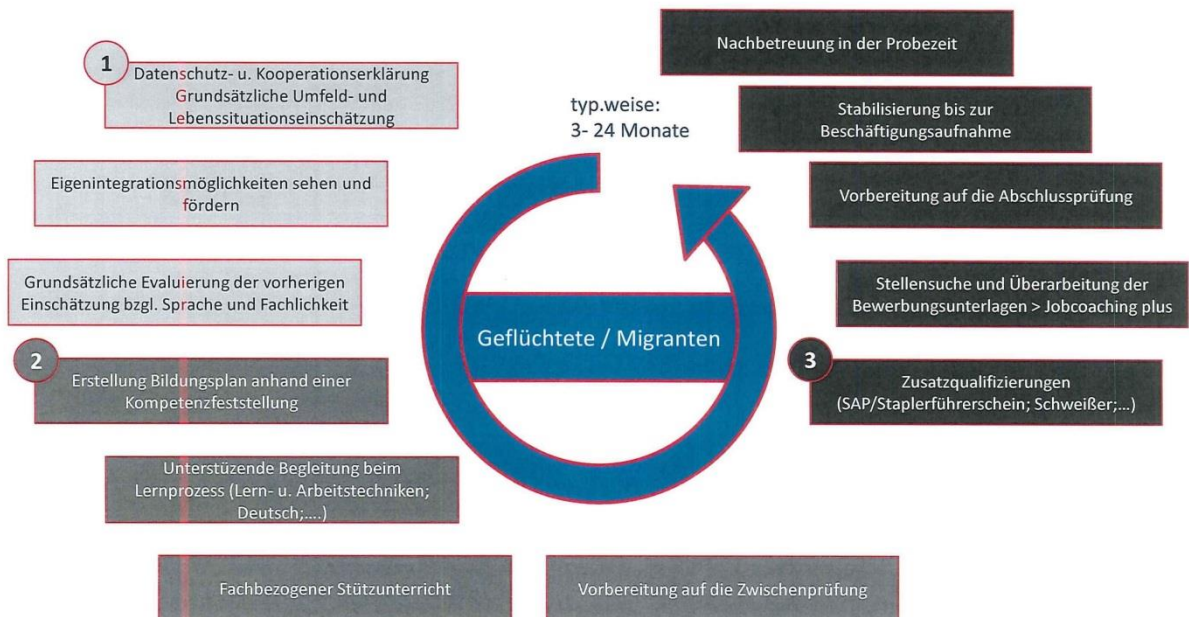 1
Datenschutz- u. Kooperationserklärung
Grundsätzliche Umfeld- und
Lebenssituationseinschätzung
Eigenintegrationsmöglichkeiten sehen und
fördern
Grundsätzliche Evaluierung der vorherigen
Einschätzung bzgl. Sprache und Fachlichkeit
2
Erstellung Bildungsplan anhand einer
Kompetenzfeststellung
Unterstüzende Begleitung beim
Lernprozess (Lern- u. Arbeitstechniken;
Deutsch;....)
Fachbezogener Stützunterricht
Vorbereitung auf die Zwischenprüfung
3
Zusatzqualifizierungen
(SAP/Staplerführerschein; Schweißer;...)
Stellensuche und Überarbeitung der
Bewerbungsunterlagen > Jobcoaching plus
Vorbereitung auf die Abschlussprüfung
Stabilisierung bis zur
Beschäftigungsaufnahme
Nachbetreuung in der Probezeit
typ.weise:
3- 24 Monate
Geflüchtete / Migranten